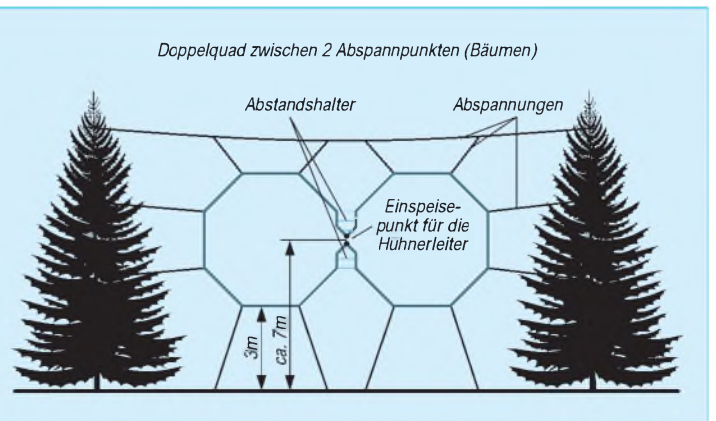 Doppelquad zwischen 2 Abspannpunkten (Bäumen)
Abstandshalter
Abspannungen
Einspeise-
punkt für die
Hühnerleiter
3m
ca. 7m